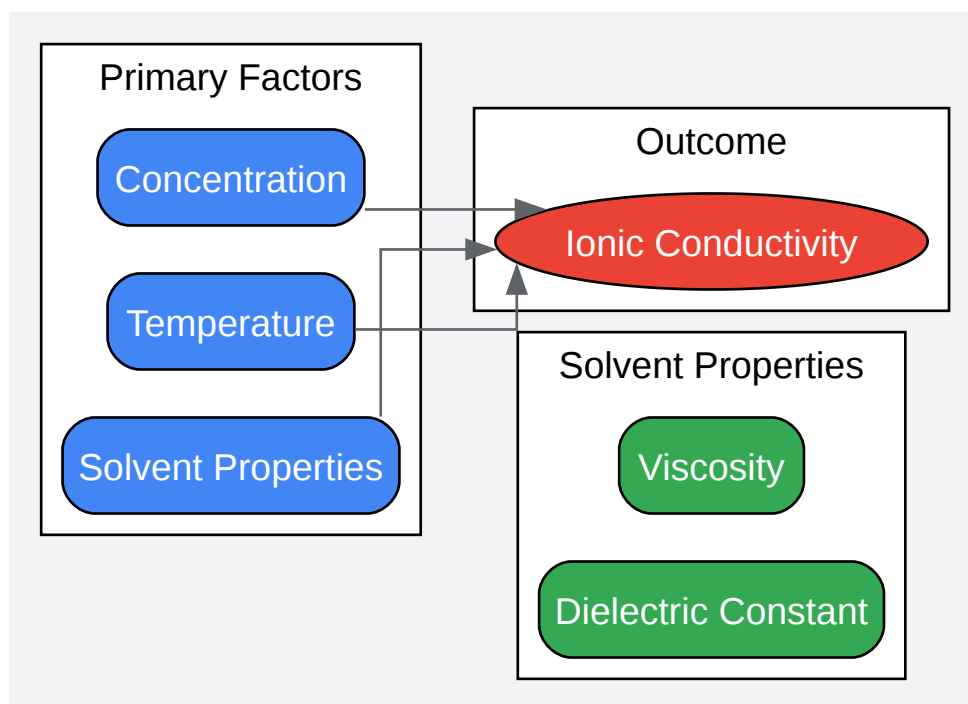 Primary Factors
Concentration
Temperature
Solvent Properties
Outcome
Ionic Conductivity
Solvent Properties
Viscosity
Dielectric Constant